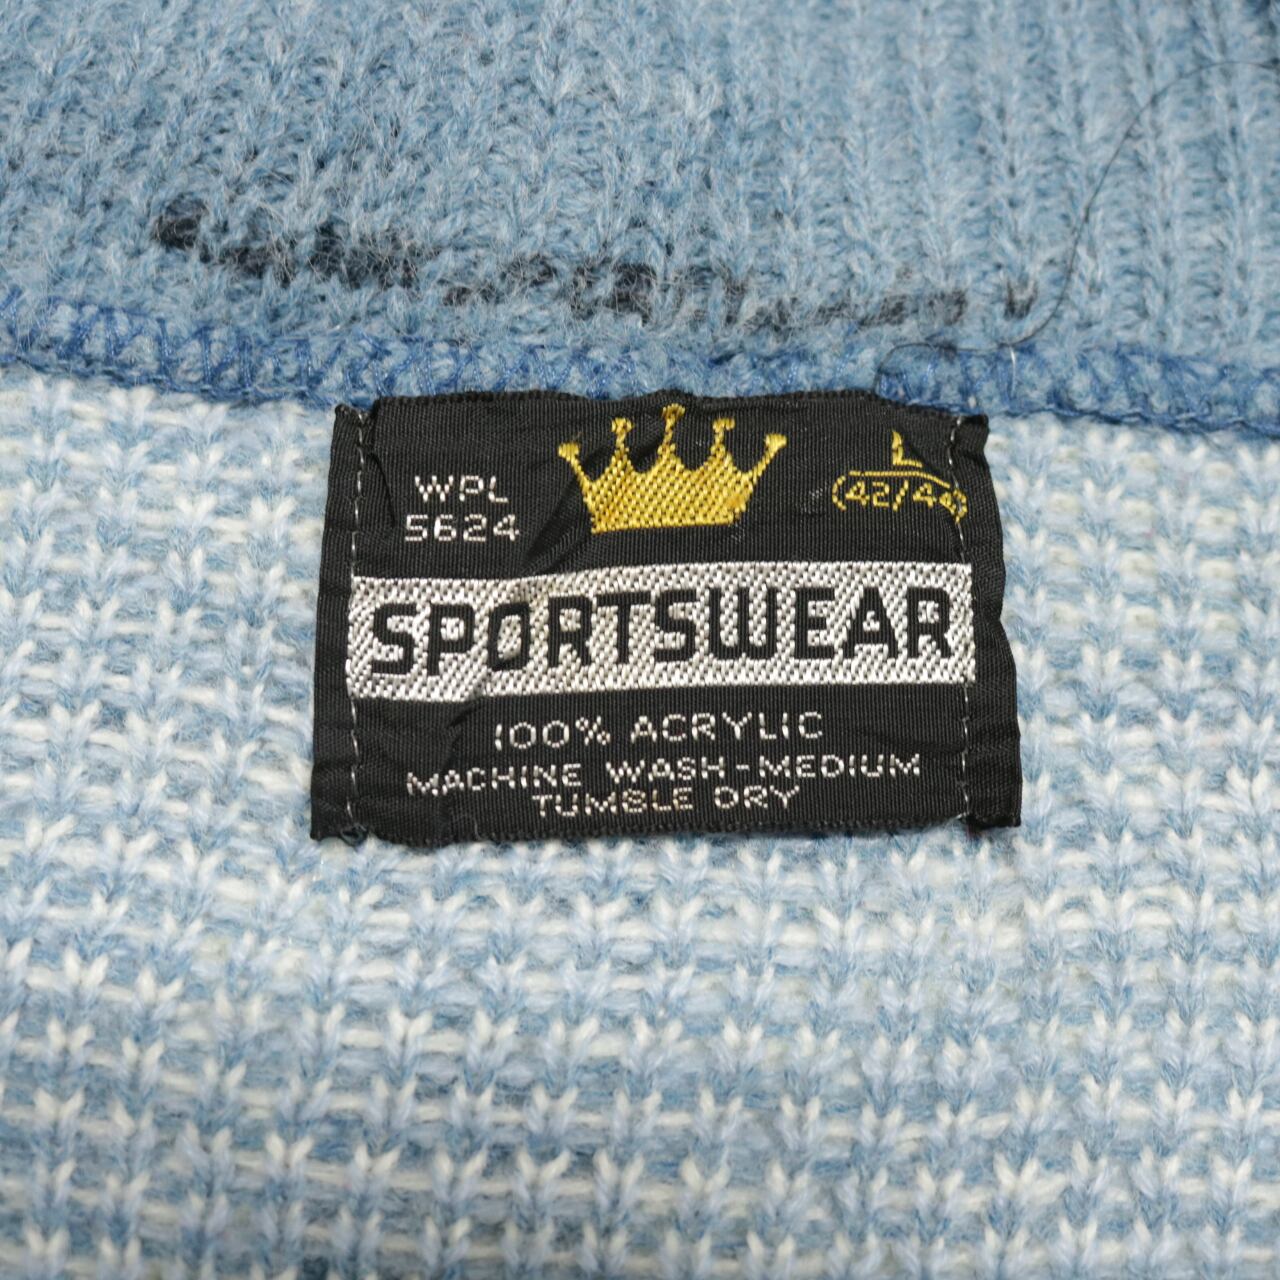 WPL
5624
L
(42/44)
SPORTSWEAR
100% ACRYLIC
MACHINE WASH-MEDIUM
TUMBLE DRY